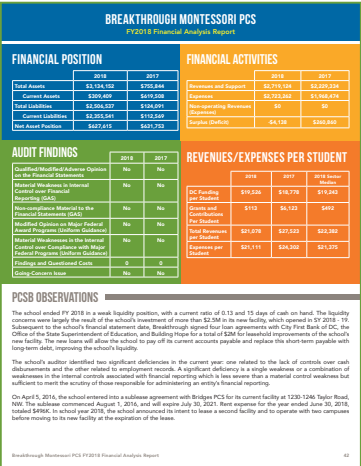 BREAKTHROUGH MONTESSORI PCS
FY2018 Financial Analysis Report
FINANCIAL POSITION
2018 2017
Total Assets $3,134,152 $755,844
Current Assets $309,409 $619,508
Total Liabilities $2,506,537 $124,091
Current Liabilities $2,355,541 $112,569
Net Asset Position $627,615 $631,753
FINANCIAL ACTIVITIES
2018 2017
Revenues and Support $2,719,124
Expenses
Non-operating Revenues (Expenses) $0 $0
Surplus (Deficit) -$4,138
AUDIT FINDINGS
2018 2017
Qualified/Modified/Adverse Opinion on the Financial Statements No No
Material Weakness in Internal Control over Financial Reporting (GAS) No No
Non-compliance Material to the Financial Statements (GAS) No No
Modified Opinion on Major Federal Award Programs (Uniform Guidance) No No
Material Weaknesses in the Internal Control over Compliance with Major Federal Programs (Uniform Guidance) No No
Findings and Questioned Costs 0 0
Going-Concern Issue No No
REVENUES/EXPENSES PER STUDENT
2018 2017 2018 Sector Median
DC Funding per Student $19,526 $18,778 $19,243
Grants and Contributions Per Student $113 $6,123 $492
Total Revenues per Student $21,078 $27,523 $22,282
Expenses per Student $21,111 $24,303 $21,375
PCSB OBSERVATIONS
The school ended FY 2018 in a weak liquidity position, with a current ratio of 0.13 and 15 days of cash on hand. The liquidity
concerns were largely the result of the school's investment of more than $2.5M in its new facility, which opened in SY 2018 - 19.
Subsequent to the school's financial statement date, Breakthrough signed four loan agreements with City First Bank of DC, the
Office of the State Superintendent of Education, and Building Hope for a total of $2M for leasehold improvements of the school's
new facility. The new loans will allow the school to pay off its current accounts payable and replace this short-term payable with
long-term debt, improving the school's liquidity.
The school's auditor identified two significant deficiencies in the current year; one related to the lack of controls over cash
disbursements and the other related to employment records. A significant deficiency is a single weakness or a combination of
weaknesses in the internal controls associated with financial reporting which is less severe than a material control weakness but
sufficient to merit the scrutiny of those responsible for administering an entity's financial reporting.
On April 5, 2016, the school entered into a sublease agreement with Bridges PCS for its current facility at 1230-1246 Taylor Road,
NW. The sublease commenced August 1, 2016, and will expire July 30, 2021. Rent expense for the year ended June 30, 2018,
totaled $496K. In school year 2018, the school announced its intent to lease a second facility and to operate with two campuses
before moving to its new facility at the expiration of the lease.
Breakthrough Montessori PCS FY2018 Financial Analysis Report 42